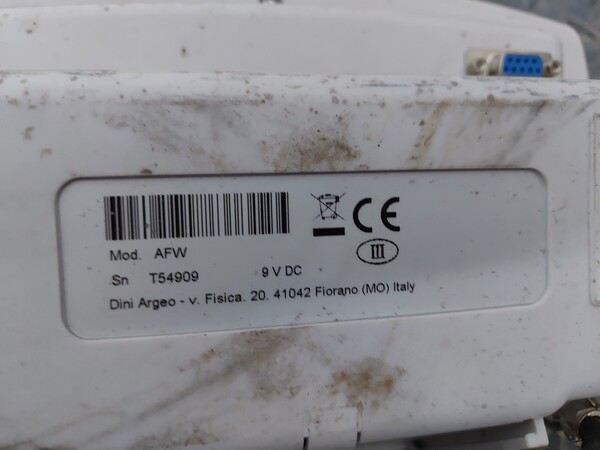 CE
Mod. AFW
III
Sn T54909 9 V DC
Dini Argeo - v. Fisica. 20. 41042 Fiorano (MO) Italy